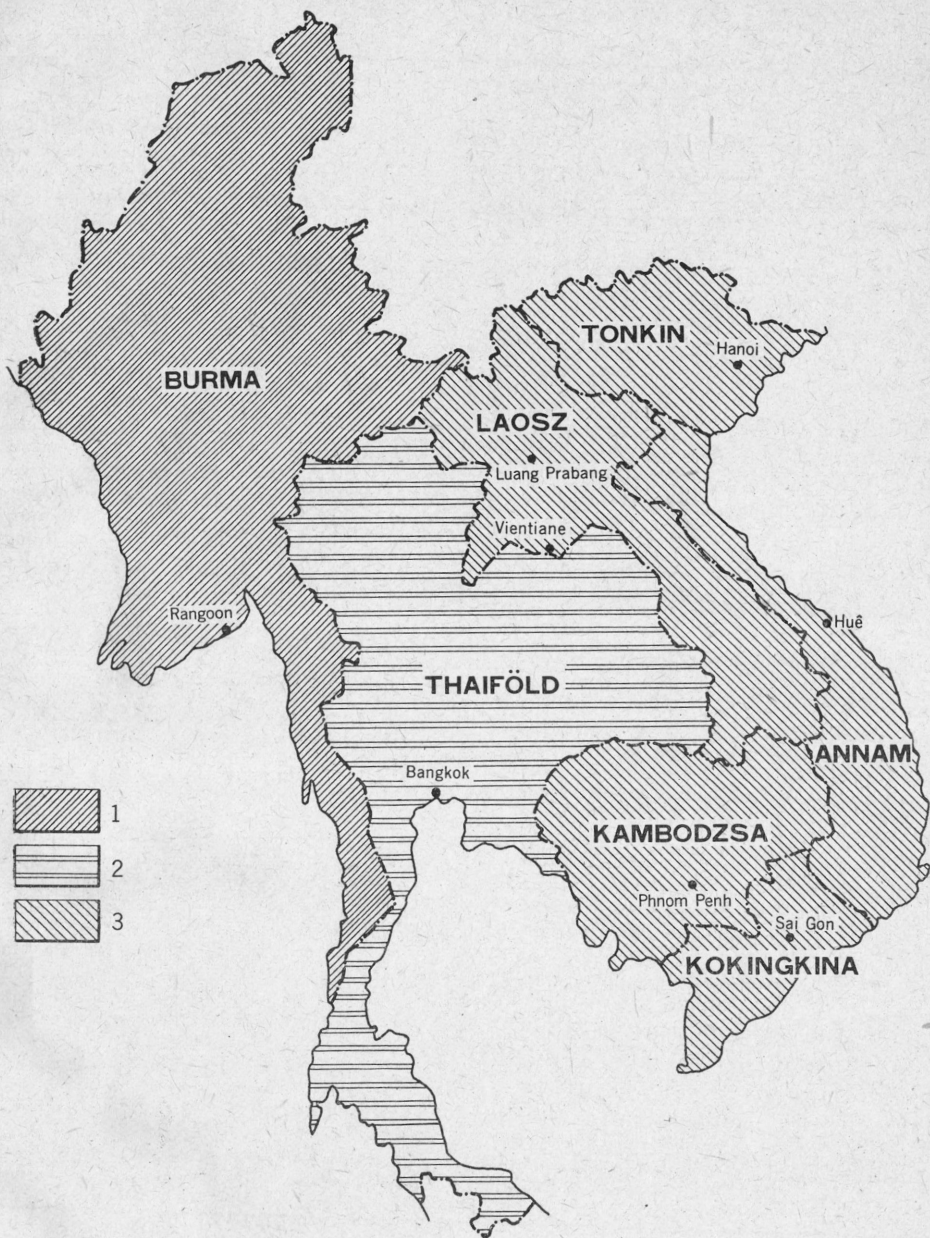 TONKIN
Hanoi
BURMA
LAOSZ
Luang Prabang
Vientiane
Rangoon
Huê
THAIFÖLD
ANNAM
Bangkok
1
KAMBODZSA
2
Phnom Penh
3
Sai Gon
KOKINGKINA